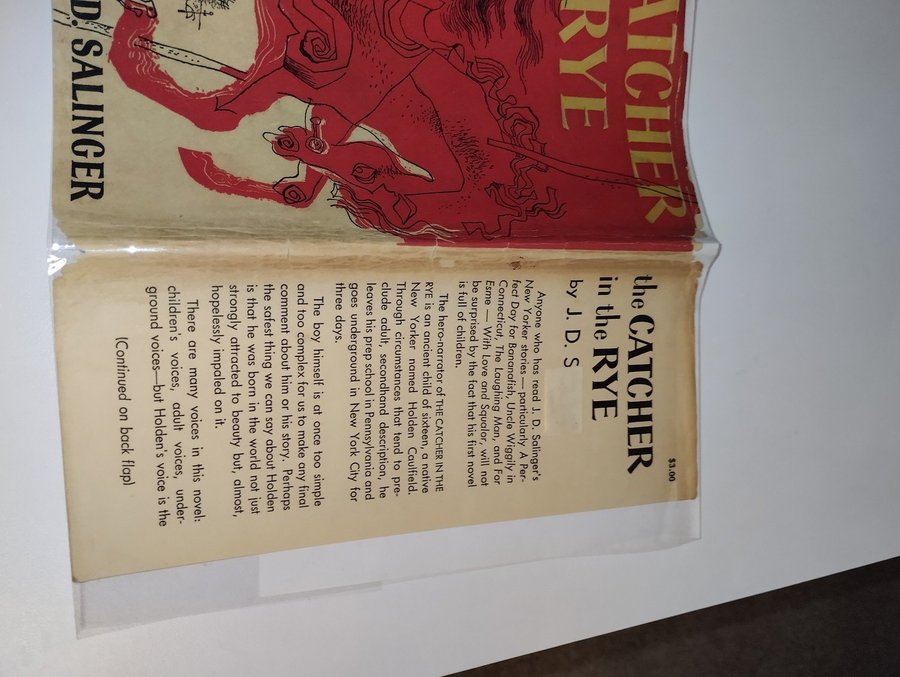 ATCHER
RYE
D. SALINGER
$3.00
the CATCHER
in the RYE
by J. D. S
Anyone who has read J. D. Salinger's
New Yorker stories — particularly A Per-
fect Day for Bananafish, Uncle Wiggily in
Connecticut, The Laughing Man, and For
Esme — With Love and Squalor, will not
be surprised by the fact that his first novel
is full of children.
The hero-narrator of THE CATCHER IN THE
RYE is an ancient child of sixteen, a native
New Yorker named Holden Caulfield.
Through circumstances that tend to pre-
clude adult, secondhand description, he
leaves his prep school in Pennsylvania and
goes underground in New York City for
three days.
The boy himself is at once too simple
and too complex for us to make any final
comment about him or his story. Perhaps
the safest thing we can say about Holden
is that he was born in the world not just
strongly attracted to beauty but, almost,
hopelessly impaled on it.
There are many voices in this novel:
children's voices, adult voices, under-
ground voices—but Holden's voice is the
(Continued on back flap)